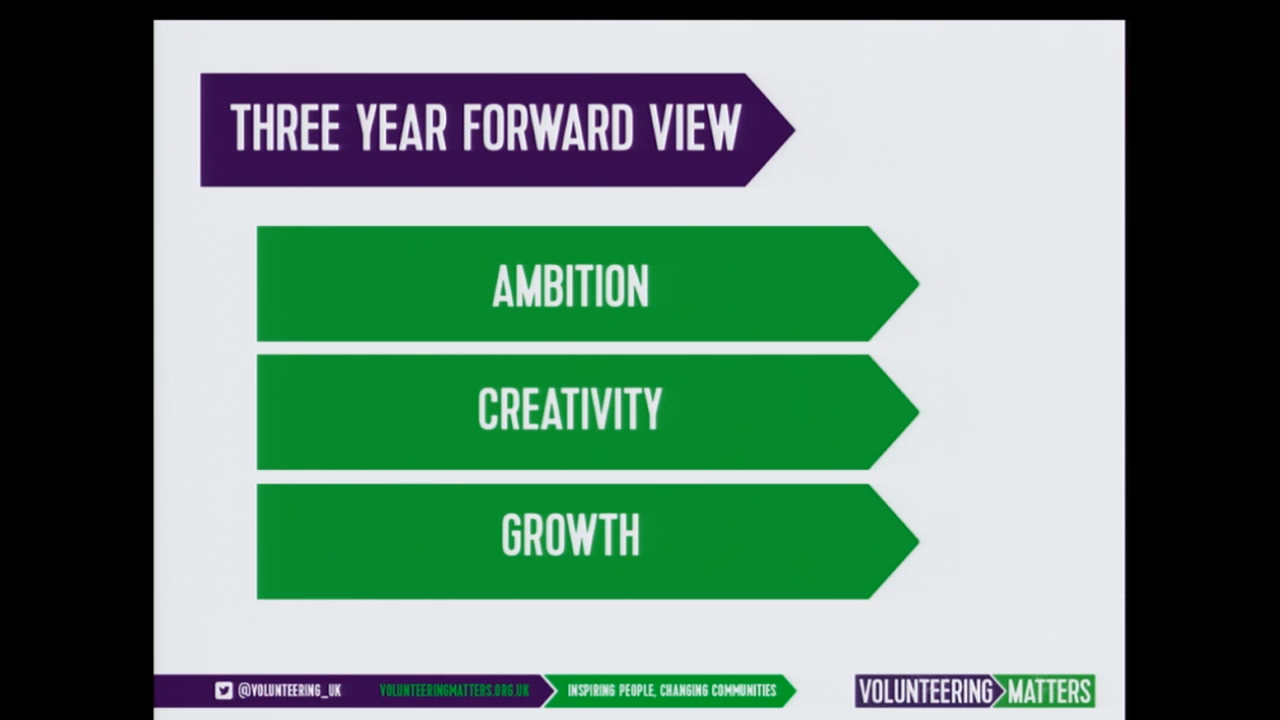 THREE YEAR FORWARD VIEW
AMBITION
CREATIVITY
GROWTH
@VOLUNTEERING_UK VOLUNTEERINGMATTERS.ORG.UK INSPIRING PEOPLE, CHANGING COMMUNITIES VOLUNTEERING MATTERS